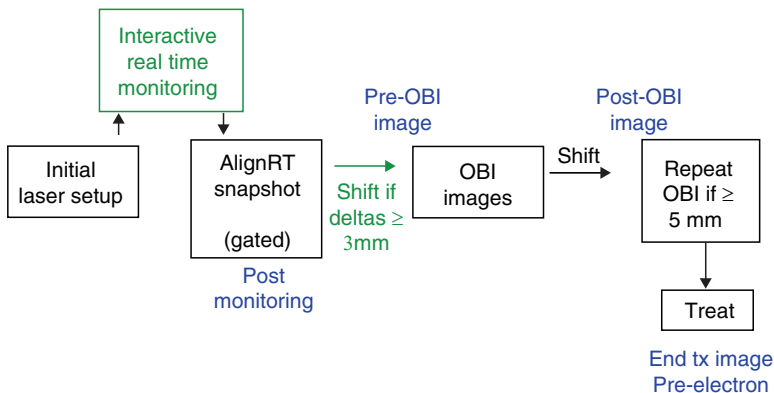 Interactive
real time
monitoring
Initial
laser setup
AlignRT
snapshot
(gated)
Post
monitoring
Shift if
deltas ≥
3mm
Pre-OBI
image
OBI
images
Shift
Post-OBI
image
Repeat
OBI if ≥
5 mm
Treat
End tx image
Pre-electron